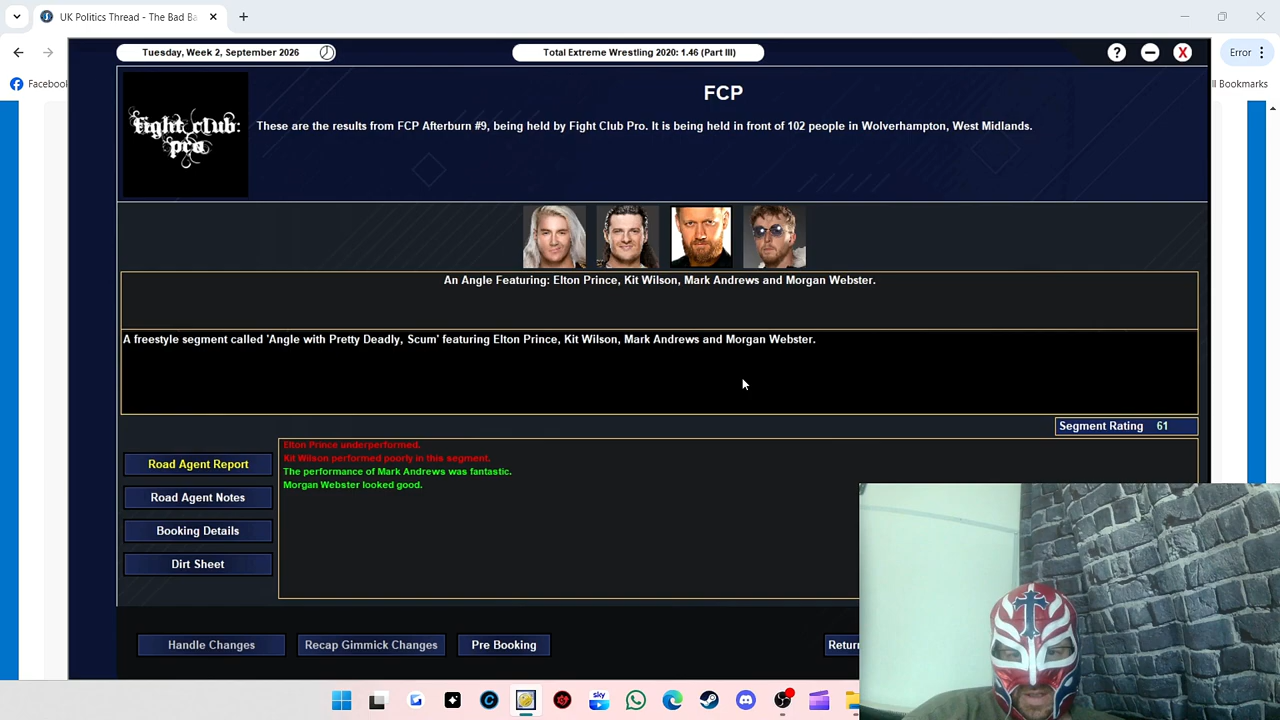 UK Politics Thread - The Bad Ba
Error
Facebook
ll Bookmarks
Tuesday, Week 2, September 2026
Total Extreme Wrestling 2020: 1.46 (Part III)
?
X
fight club:
pro
FCP
These are the results from FCP Afterburn #9, being held by Fight Club Pro. It is being held in front of 102 people in Wolverhampton, West Midlands.
An Angle Featuring: Elton Prince, Kit Wilson, Mark Andrews and Morgan Webster.
A freestyle segment called 'Angle with Pretty Deadly, Scum' featuring Elton Prince, Kit Wilson, Mark Andrews and Morgan Webster.
Segment Rating 61
Elton Prince underperformed.
Kit Wilson performed poorly in this segment.
The performance of Mark Andrews was fantastic.
Morgan Webster looked good.
Road Agent Report
Road Agent Notes
Booking Details
Dirt Sheet
Handle Changes
Recap Gimmick Changes
Pre Booking
Return
sky